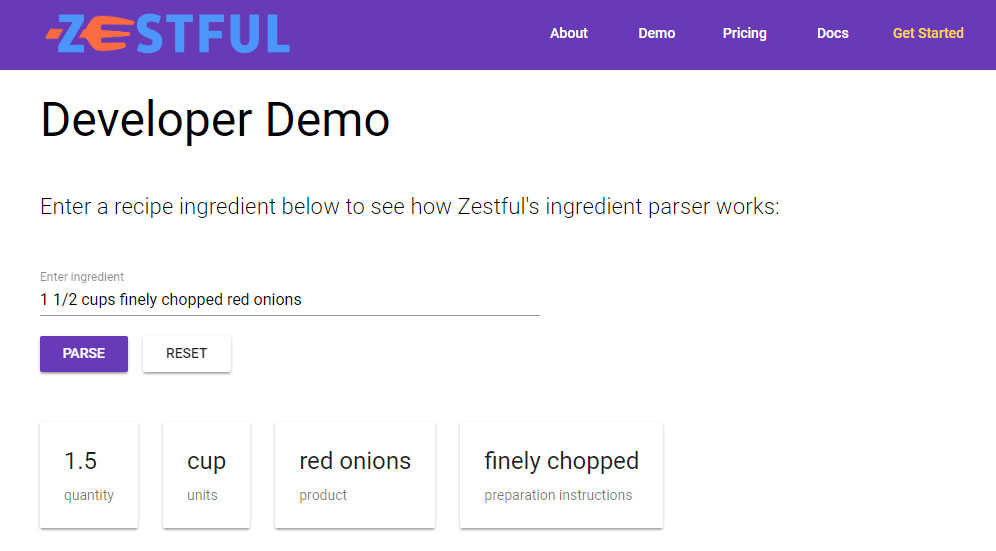 ZESTFUL
About Demo Pricing Docs Get Started
Developer Demo
Enter a recipe ingredient below to see how Zestful's ingredient parser works:
Enter ingredient
1 1/2 cups finely chopped red onions
PARSE RESET
1.5 cup red onions finely chopped
quantity units product preparation instructions